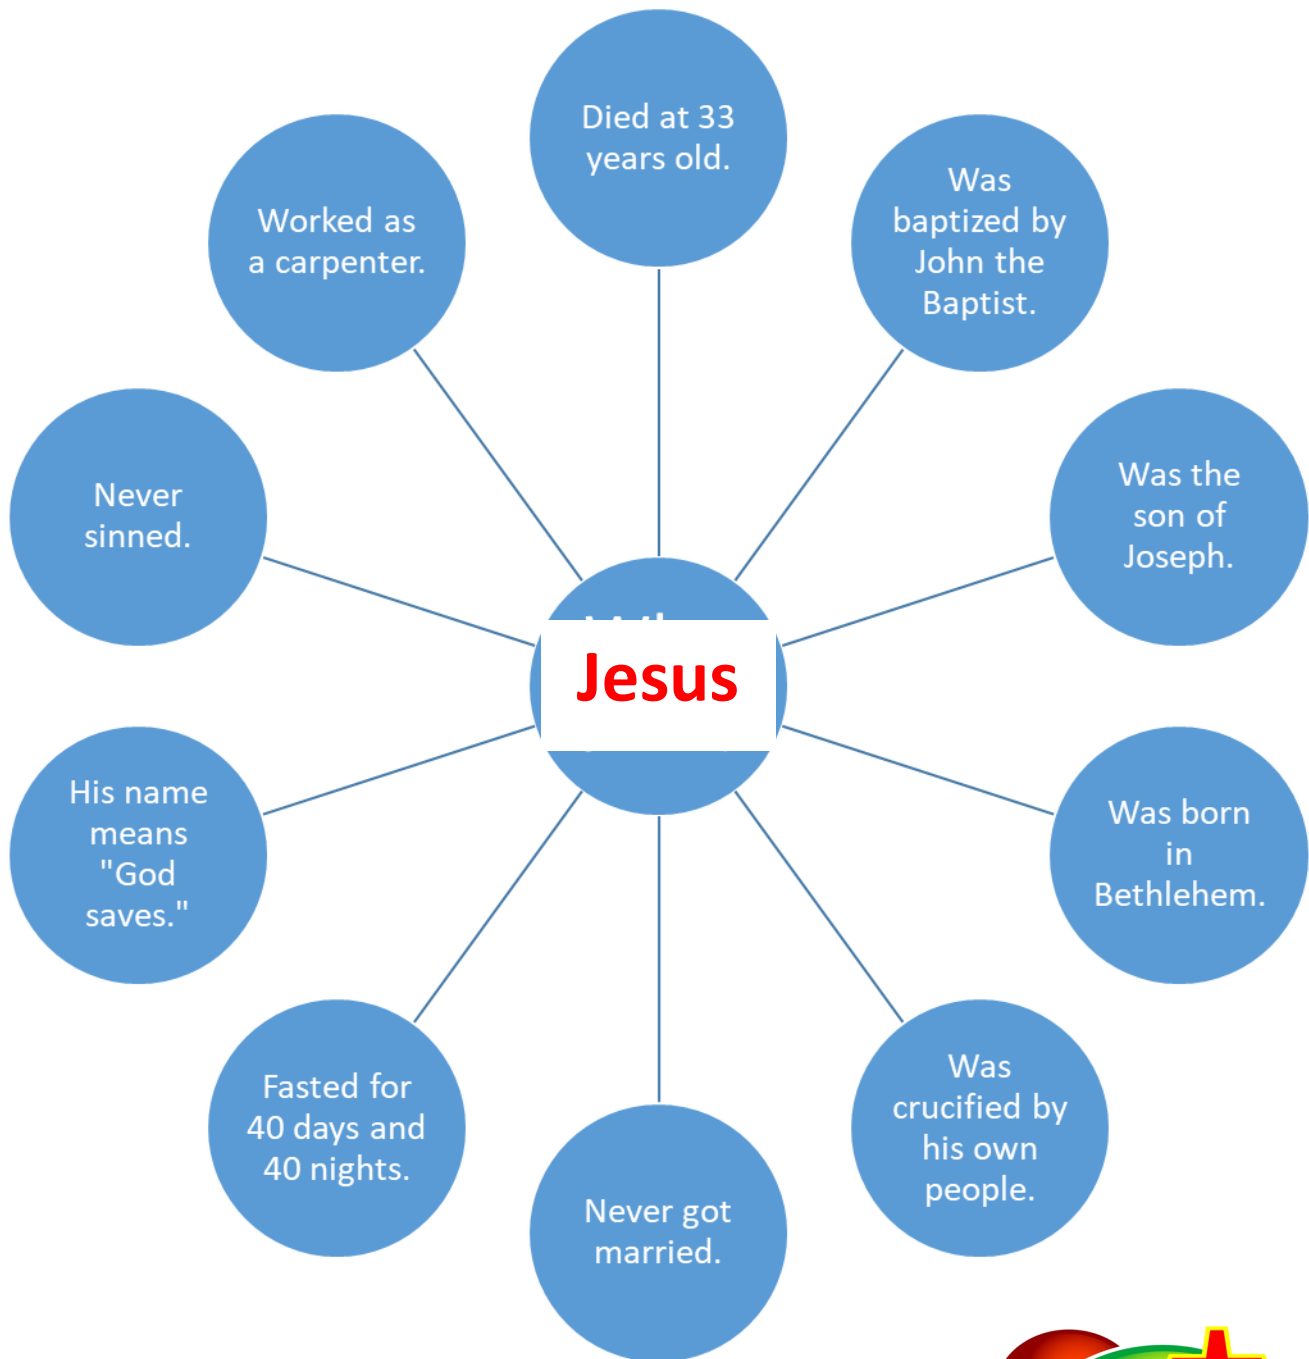 Died at 33
years old.
Was
baptized by
John the
Baptist.
Was the
son of
Joseph.
Was born
in
Bethlehem.
Was
crucified by
his own
people.
Never got
married.
Fasted for
40 days and
40 nights.
His name
means
"God
saves."
Never
sinned.
Worked as
a carpenter.
Jesus